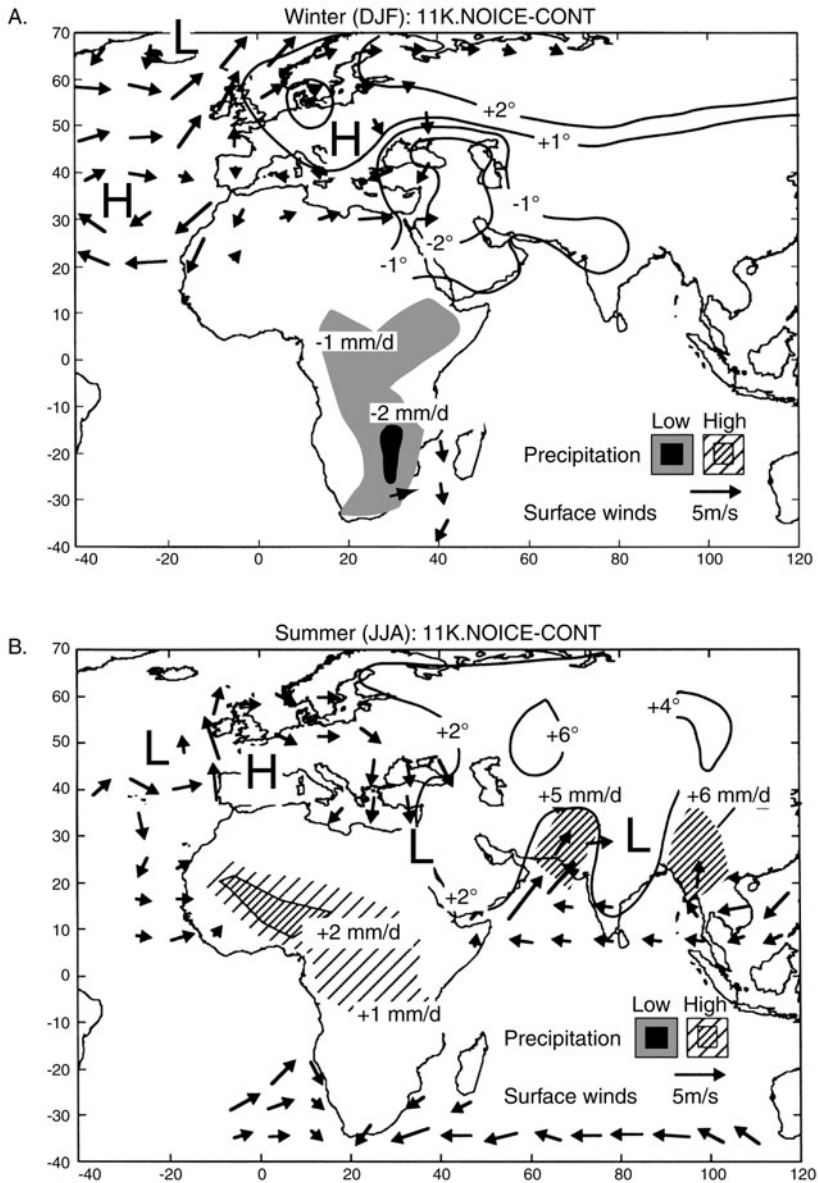 A.
Winter (DJF): 11K.NOICE-CONT
70
60
50
40
30
20
10
0
-10
-20
-30
-40
L
H
H
+2°
+1°
-1°
-2°
-1°
-1 mm/d
-2 mm/d
Low High
Precipitation
Surface winds 5m/s
-40 -20 0 20 40 60 80 100 120
B.
Summer (JJA): 11K.NOICE-CONT
70
60
50
40
30
20
10
0
-10
-20
-30
-40
L
H
+2°
+6°
+4°
+5 mm/d
+6 mm/d
L
L
+2°
+2 mm/d
+1 mm/d
Low High
Precipitation
Surface winds 5m/s
-40 -20 0 20 40 60 80 100 120